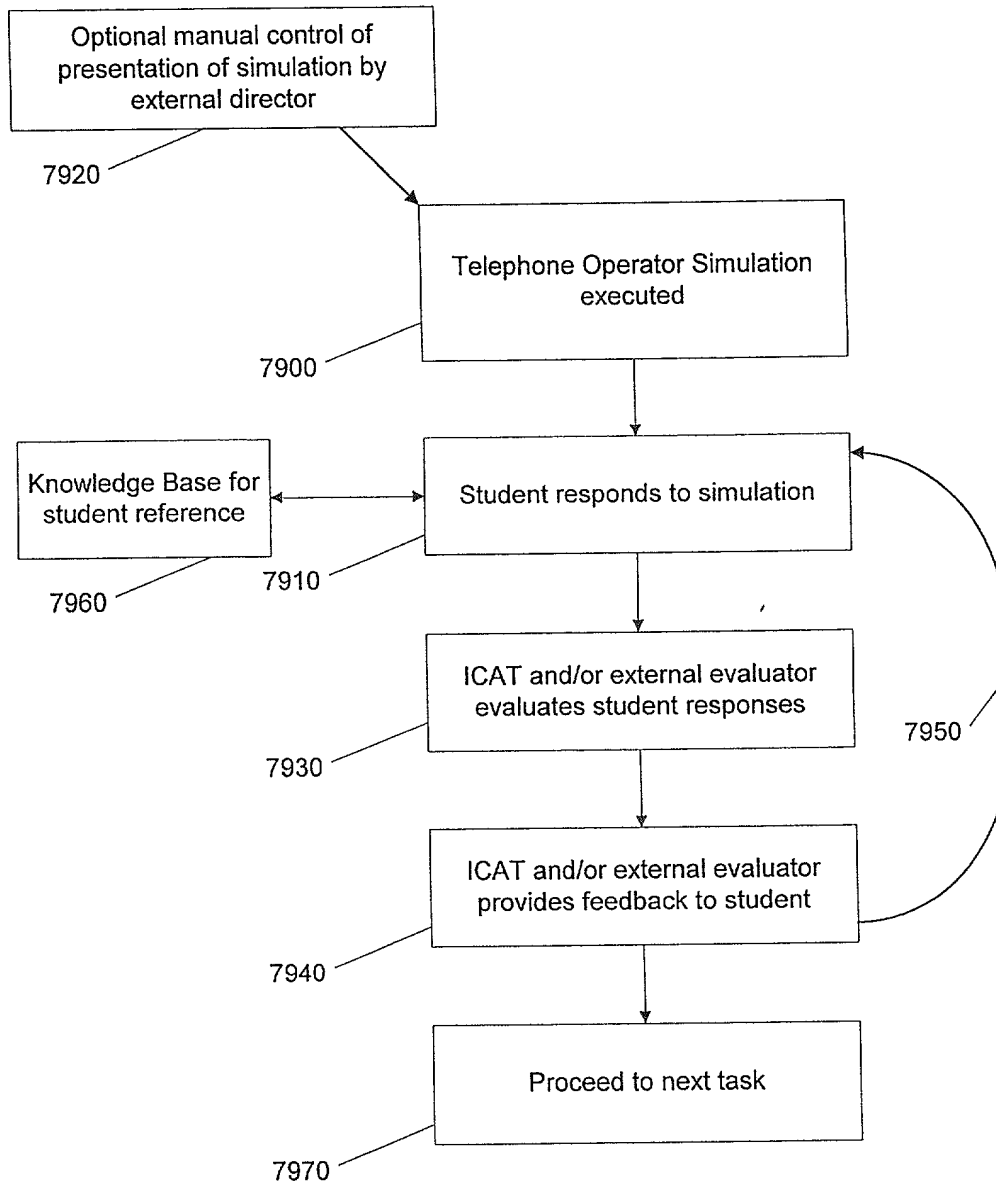 Optional manual control of
presentation of simulation by
external director
7920
Telephone Operator Simulation
executed
7900
Knowledge Base for
student reference
7960
Student responds to simulation
7910
ICAT and/or external evaluator
evaluates student responses
7930
7950
ICAT and/or external evaluator
provides feedback to student
7940
Proceed to next task
7970